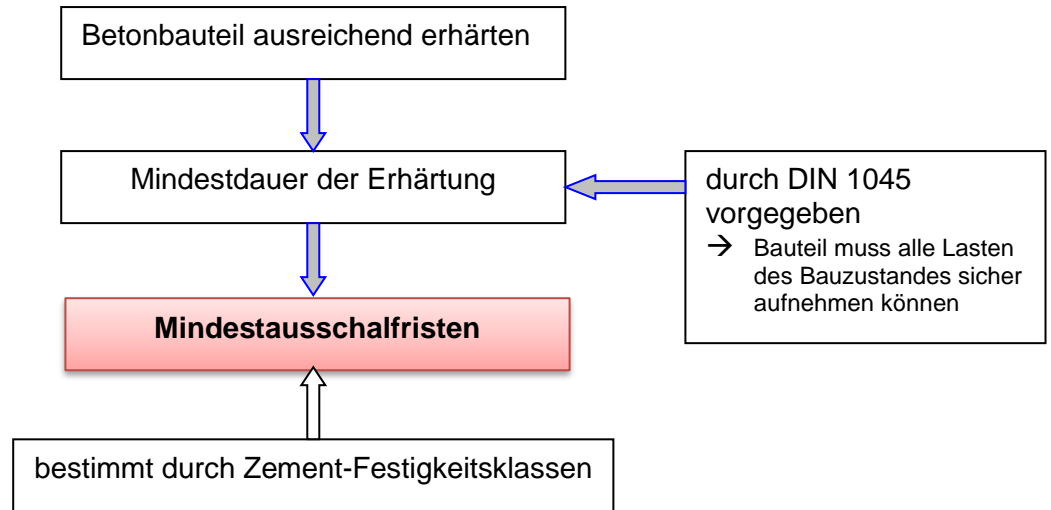 Betonbauteil ausreichend erhärten
Mindestdauer der Erhärtung
durch DIN 1045
vorgegeben
→ Bauteil muss alle Lasten
des Bauzustandes sicher
aufnehmen können
Mindestausschalfristen
bestimmt durch Zement-Festigkeitsklassen